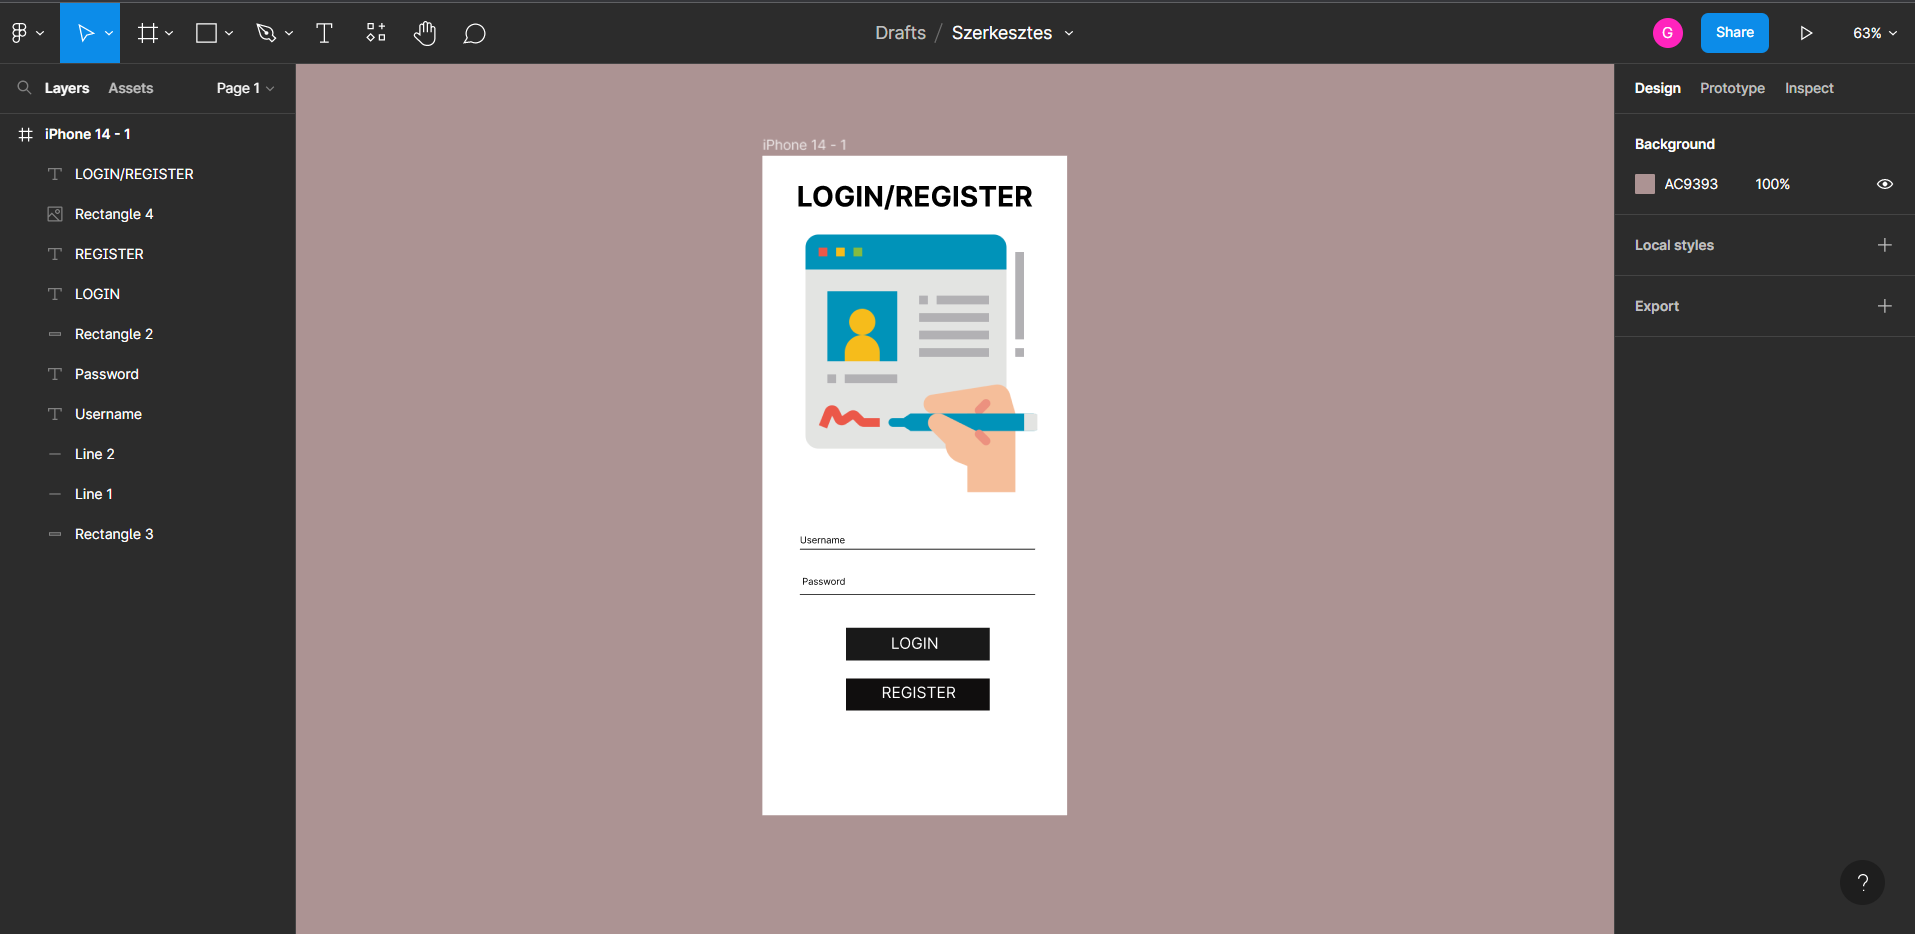 Drafts / Szerkesztes
G
Share
63%
Layers
Assets
Page 1
iPhone 14 - 1
LOGIN/REGISTER
Rectangle 4
REGISTER
LOGIN
Rectangle 2
Password
Username
Line 2
Line 1
Rectangle 3
iPhone 14 - 1
LOGIN/REGISTER
Username
Password
LOGIN
REGISTER
Design
Prototype
Inspect
Background
AC9393
100%
Local styles
Export
?